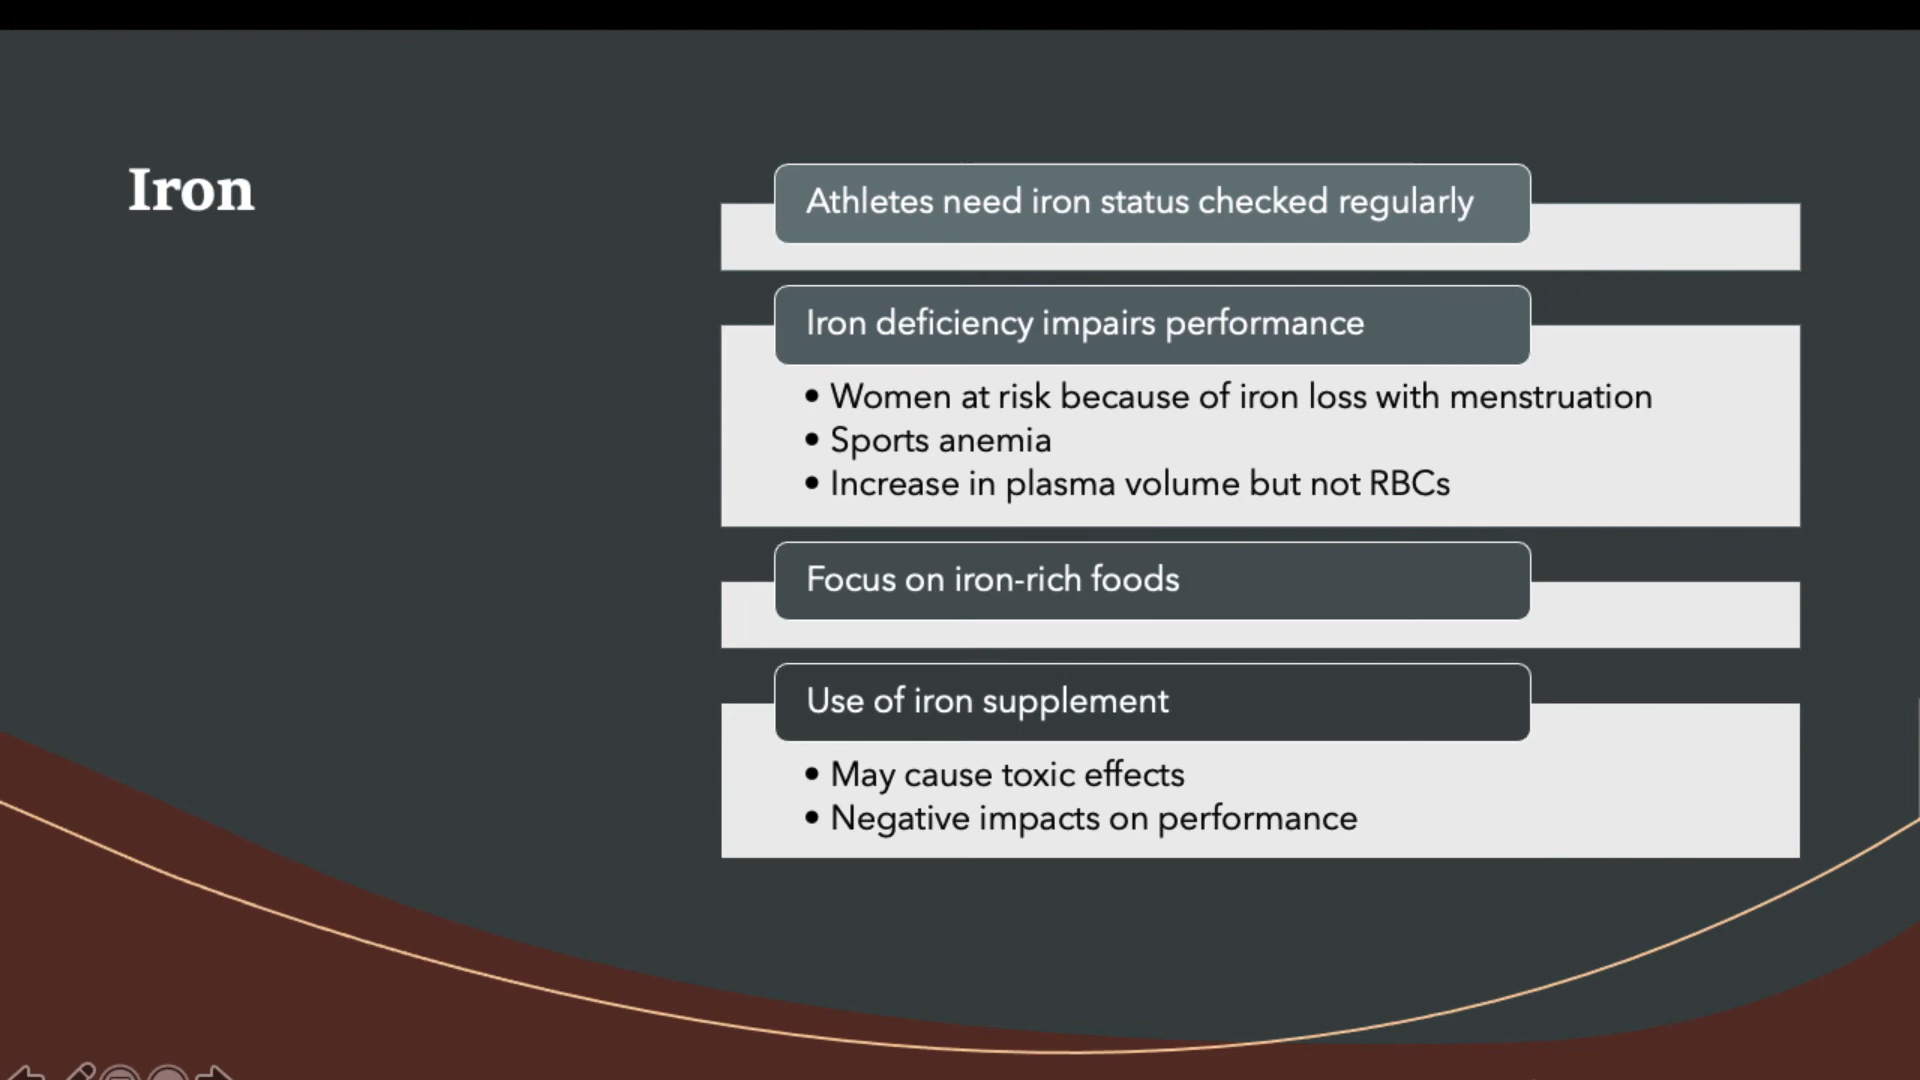 Iron
Athletes need iron status checked regularly
Iron deficiency impairs performance
• Women at risk because of iron loss with menstruation
• Sports anemia
• Increase in plasma volume but not RBCs
Focus on iron-rich foods
Use of iron supplement
• May cause toxic effects
• Negative impacts on performance